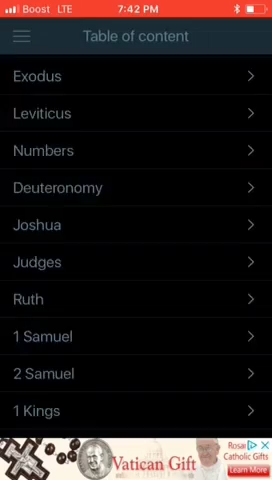 Boost LTE 7:42 PM
Table of content
Exodus
Leviticus
Numbers
Deuteronomy
Joshua
Judges
Ruth
1 Samuel
2 Samuel
1 Kings
Vatican Gift
Rosar
Catholic Gifts
Learn More